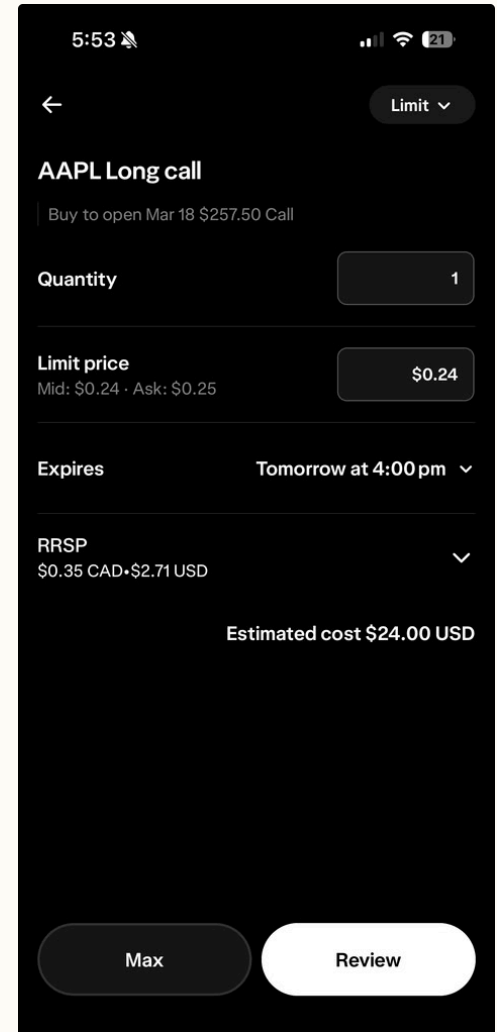 5:53
21
Limit
AAPL Long call
Buy to open Mar 18 $257.50 Call
Quantity
1
Limit price
Mid: $0.24 · Ask: $0.25
$0.24
Expires
Tomorrow at 4:00 pm
RRSP
$0.35 CAD•$2.71 USD
Estimated cost $24.00 USD
Max
Review